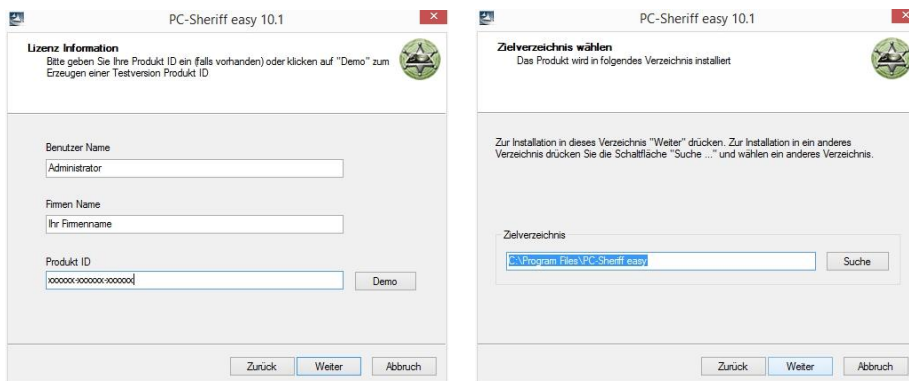 PC-Sheriff easy 10.1
Lizenz Information
Bitte geben Sie Ihre Produkt ID ein (falls vorhanden) oder klicken auf "Demo" zum
Erzeugen einer Testversion Produkt ID
Benutzer Name
Administrator
Firmen Name
Ihr Firmenname
Produkt ID
xxxxxx-xxxxxx-xxxxxx
Demo
Zurück
Weiter
Abbruch
PC-Sheriff easy 10.1
Zielverzeichnis wählen
Das Produkt wird in folgendes Verzeichnis installiert
Zur Installation in dieses Verzeichnis "Weiter" drücken. Zur Installation in ein anderes
Verzeichnis drücken Sie die Schaltfläche "Suche ..." und wählen ein anderes Verzeichnis.
Zielverzeichnis
C:\Program Files\PC-Sheriff easy
Suche
Zurück
Weiter
Abbruch